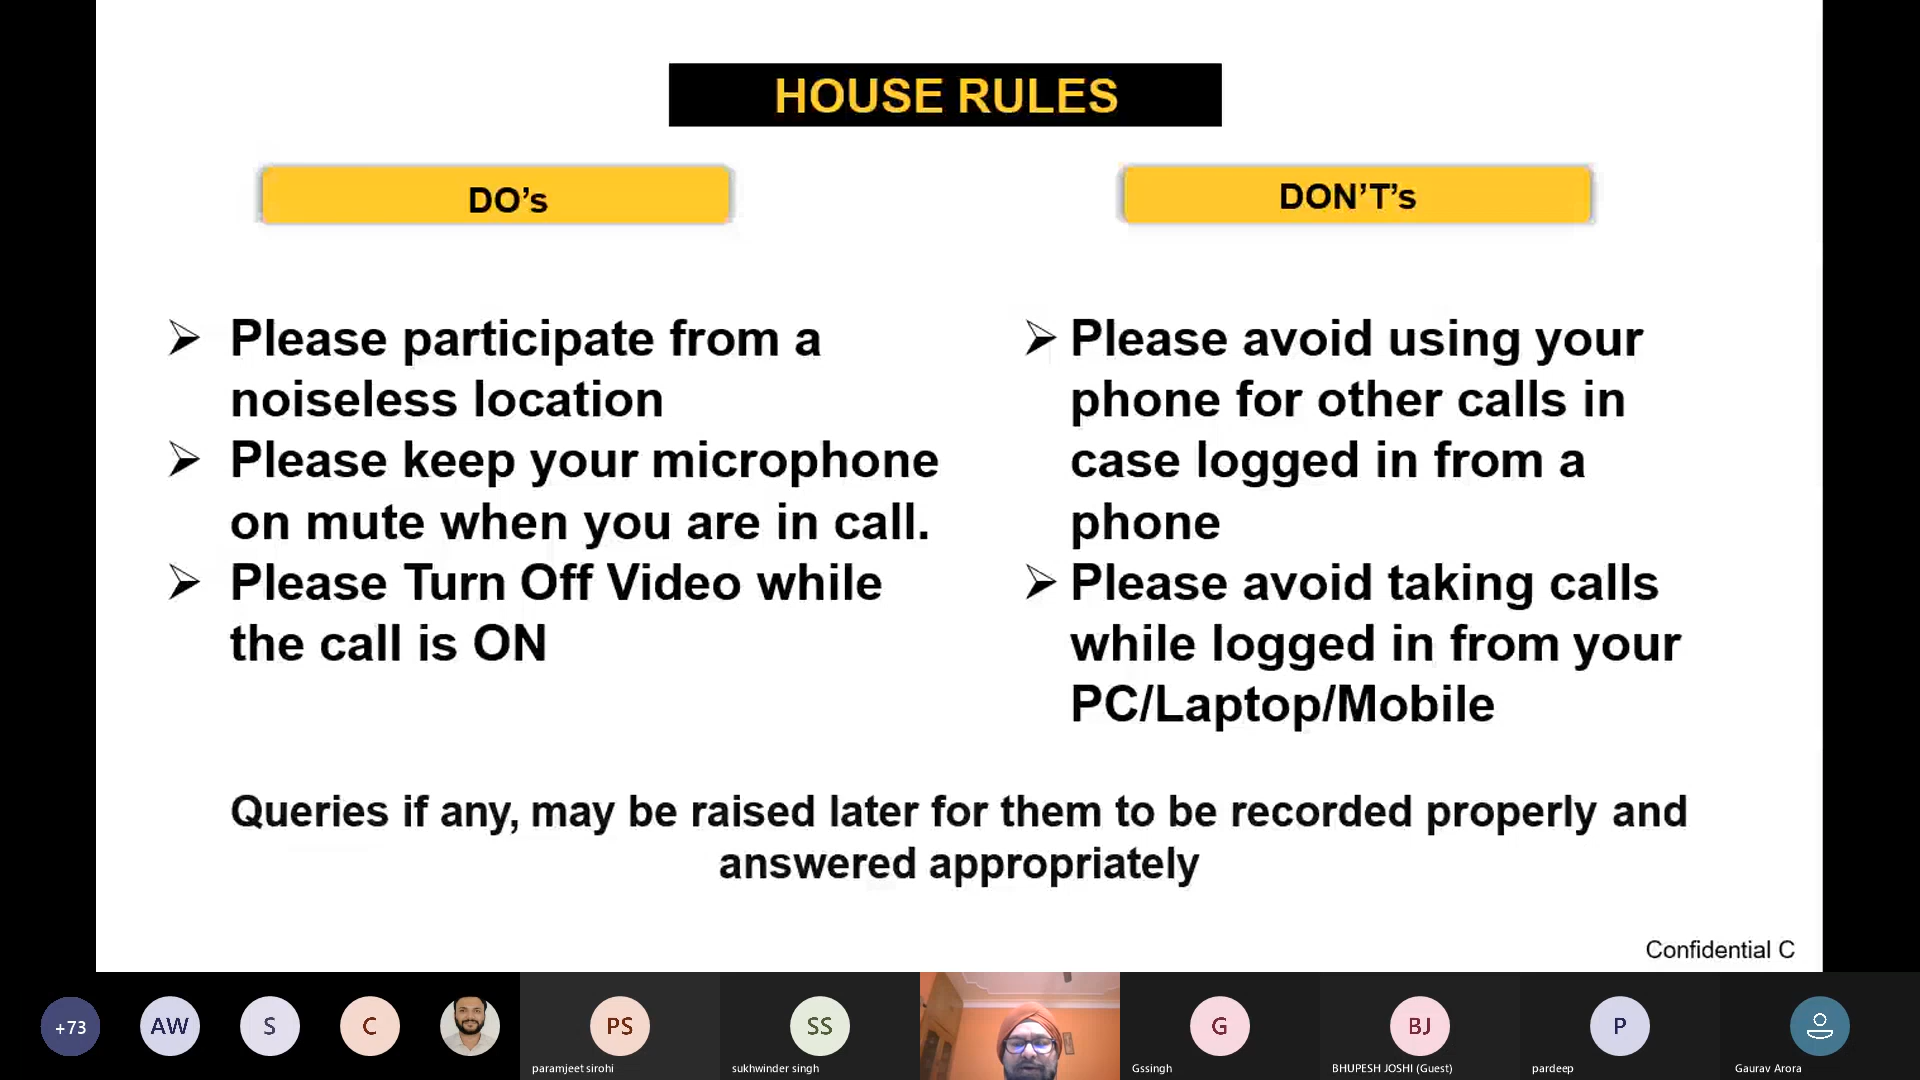 HOUSE RULES
DO’s
➢ Please participate from a
noiseless location
➢ Please keep your microphone
on mute when you are in call.
➢ Please Turn Off Video while
the call is ON
DON’T’s
➢ Please avoid using your
phone for other calls in
case logged in from a
phone
➢ Please avoid taking calls
while logged in from your
PC/Laptop/Mobile
Queries if any, may be raised later for them to be recorded properly and
answered appropriately
Confidential C
+73
AW
S
C
PS
paramjeet sirohi
SS
sukhwinder singh
G
Gssingh
BJ
BHUPESH JOSHI (Guest)
P
pardeep
Gaurav Arora